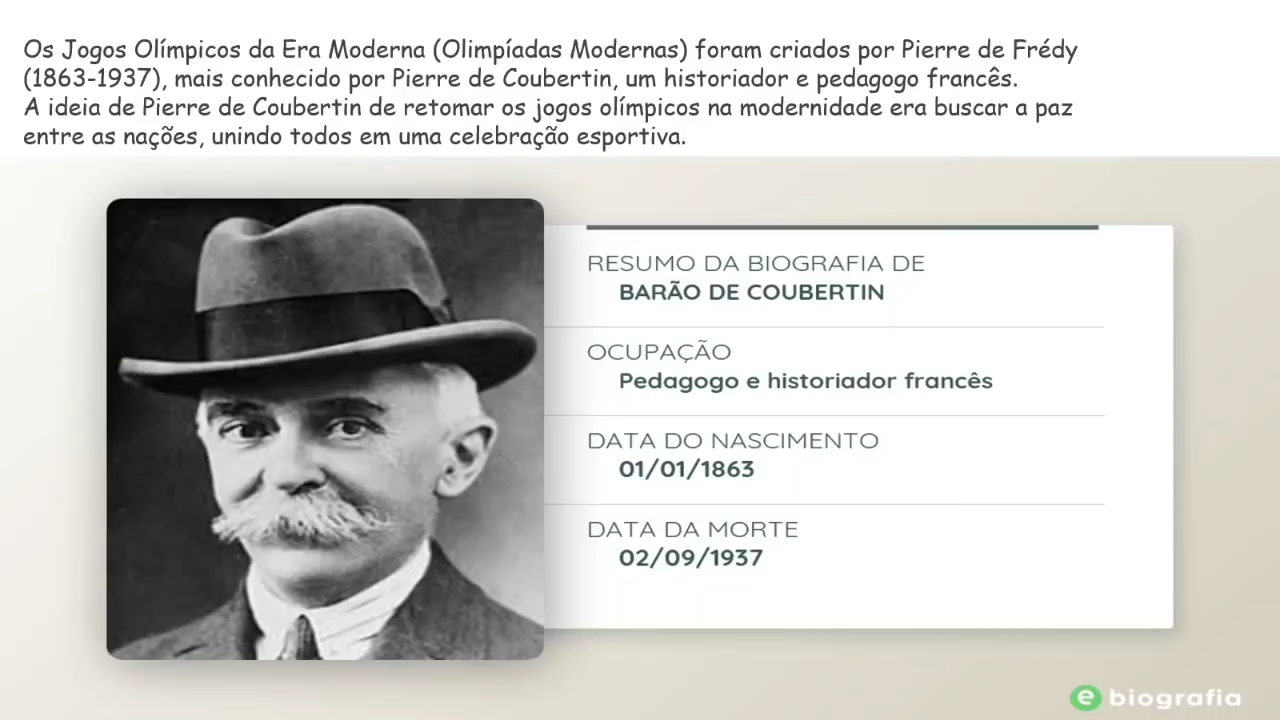 Os Jogos Olímpicos da Era Moderna (Olimpíadas Modernas) foram criados por Pierre de Frédy
(1863-1937), mais conhecido por Pierre de Coubertin, um historiador e pedagogo francês.
A ideia de Pierre de Coubertin de retomar os jogos olímpicos na modernidade era buscar a paz
entre as nações, unindo todos em uma celebração esportiva.
RESUMO DA BIOGRAFIA DE
BARÃO DE COUBERTIN
OCUPAÇÃO
Pedagogo e historiador francês
DATA DO NASCIMENTO
01/01/1863
DATA DA MORTE
02/09/1937
e biografia